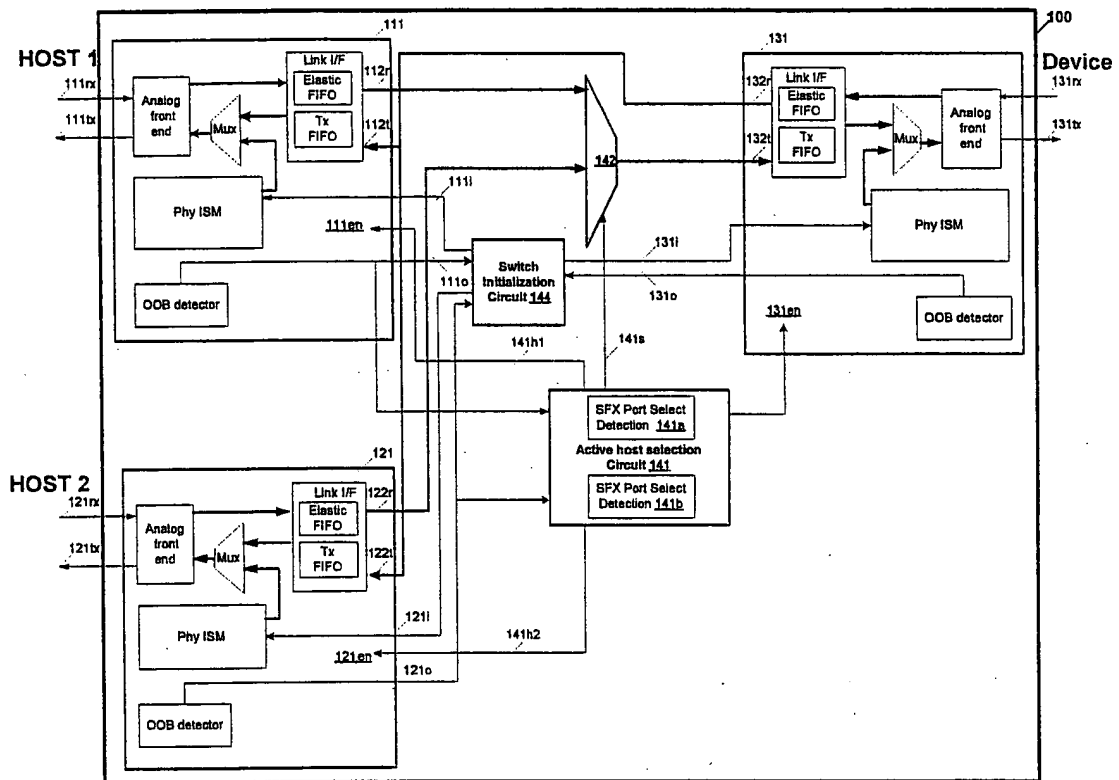 100
HOST 1
111
111rx
111tx
Analog
front
end
Mux
Link I/F
Elastic
FIFO
Tx
FIFO
112r
112t
Phy ISM
OOB detector
111i
111en
111o
142
Switch
Initialization
Circuit 144
131i
131o
141h1
141s
131
Device
132r
132t
Link I/F
Elastic
FIFO
Tx
FIFO
Mux
Analog
front
end
131rx
131tx
Phy ISM
OOB detector
131en
SFX Port Select
Detection 141a
Active host selection
Circuit 141
SFX Port Select
Detection 141b
HOST 2
121
121rx
121tx
Analog
front
end
Mux
Link I/F
Elastic
FIFO
Tx
FIFO
122r
122t
Phy ISM
OOB detector
121i
121en
121o
141h2